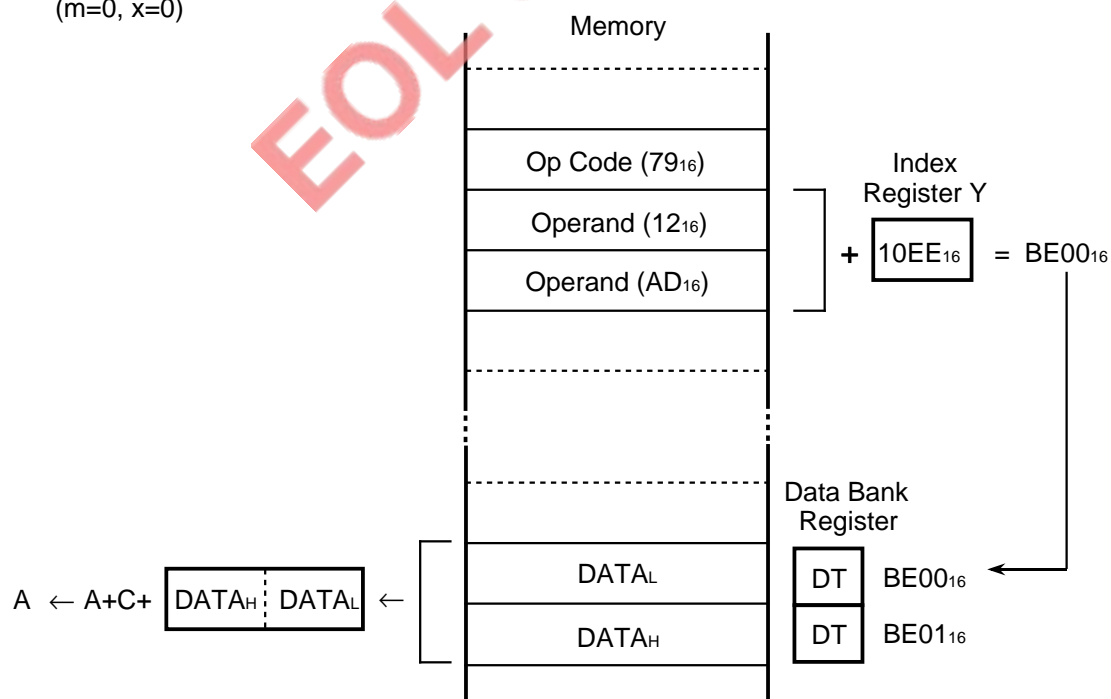 (m=0, x=0)
Memory
EOL
Op Code (79₁₆)
Index
Register Y
Operand (12₁₆)
+ 10EE₁₆ = BE00₁₆
Operand (AD₁₆)
Data Bank
Register
DATAL
DT BE00₁₆
A ← A+C+ DATAH DATAL ←
DATAH
DT BE01₁₆